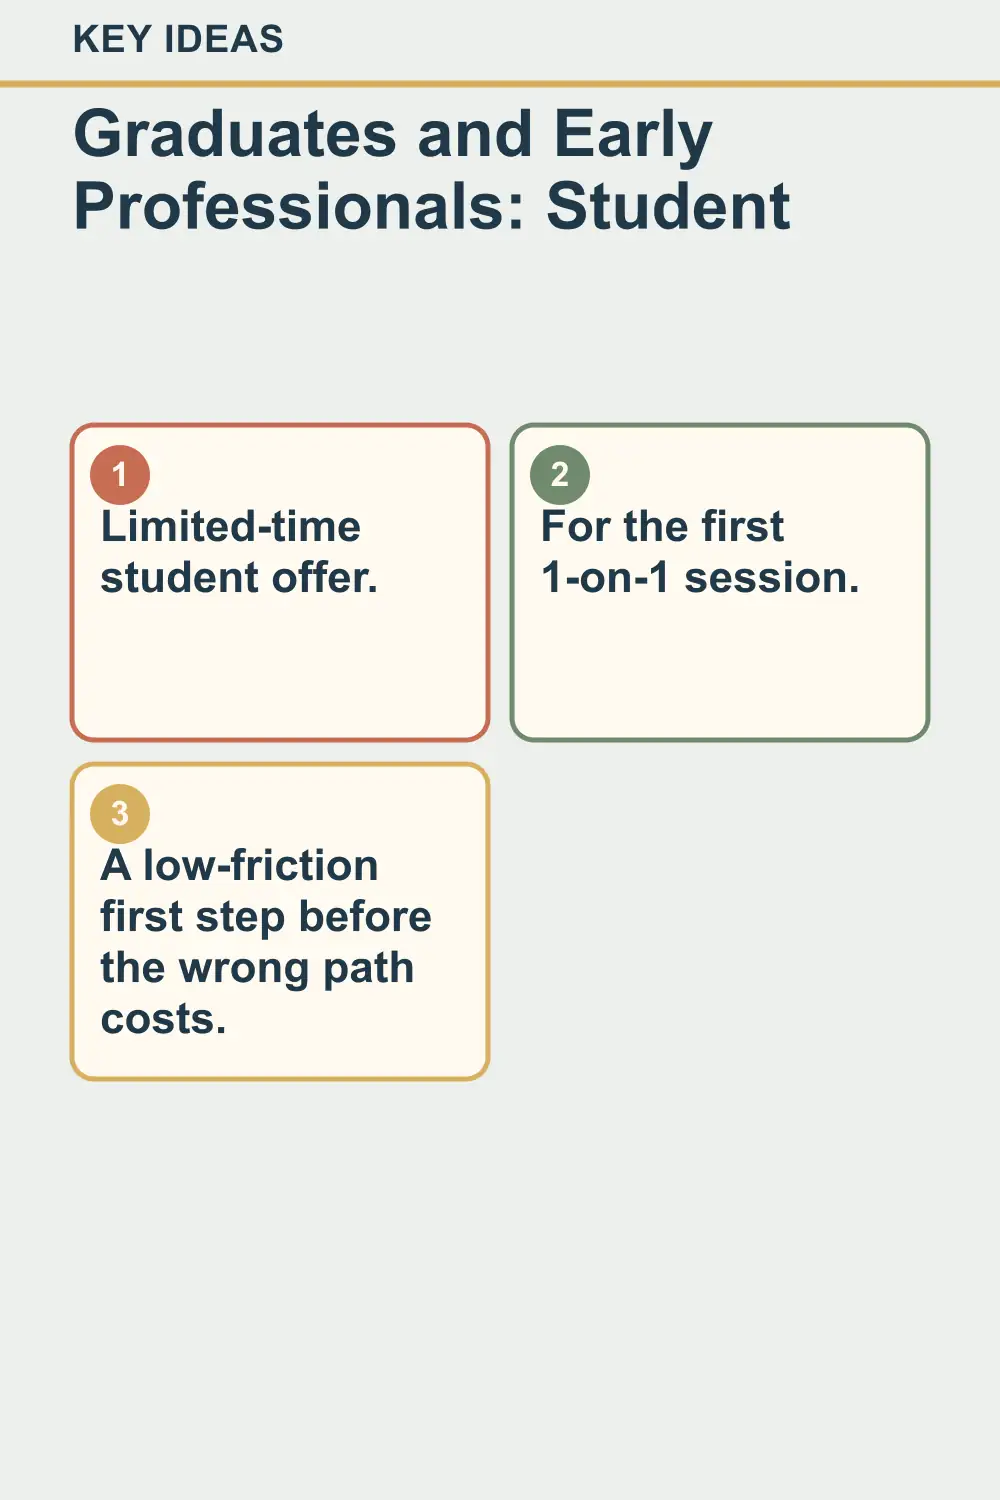 KEY IDEAS
Graduates and Early
Professionals: Student
1
Limited-time
student offer.
2
For the first
1-on-1 session.
3
A low-friction
first step before
the wrong path
costs.